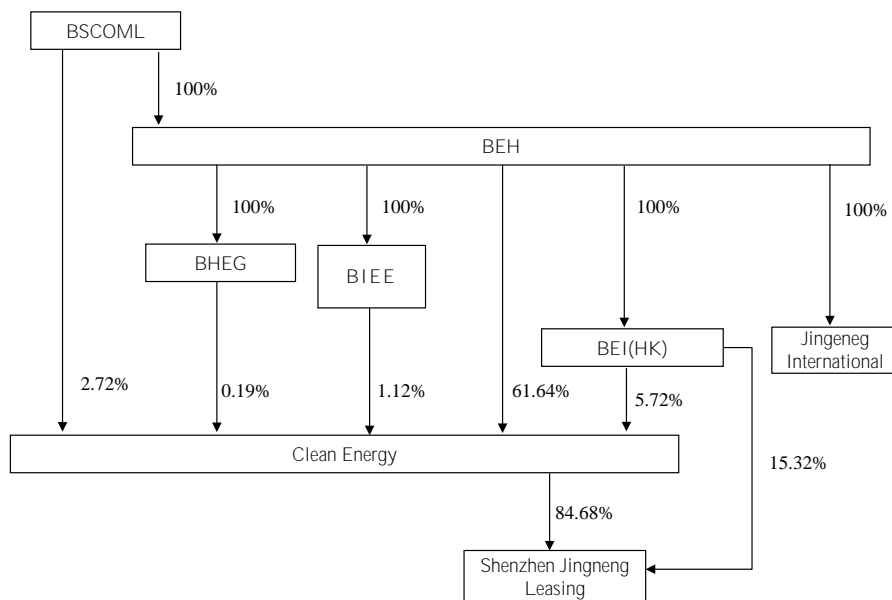 BSCOML
100%
BEH
100%
100%
100%
100%
BHEG
BIEE
BEI(HK)
Jingeneg
International
2.72%
0.19%
1.12%
61.64%
5.72%
Clean Energy
15.32%
84.68%
Shenzhen Jingneng
Leasing